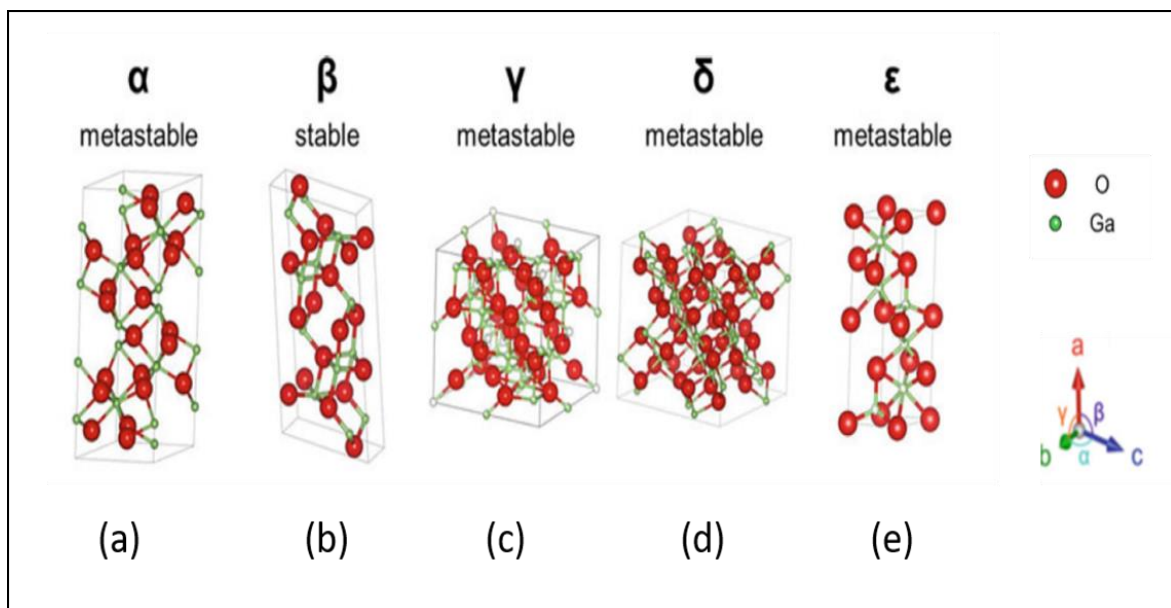 α β γ δ ε
metastable stable metastable metastable metastable
O
Ga
a
γ β
b α c
(a) (b) (c) (d) (e)